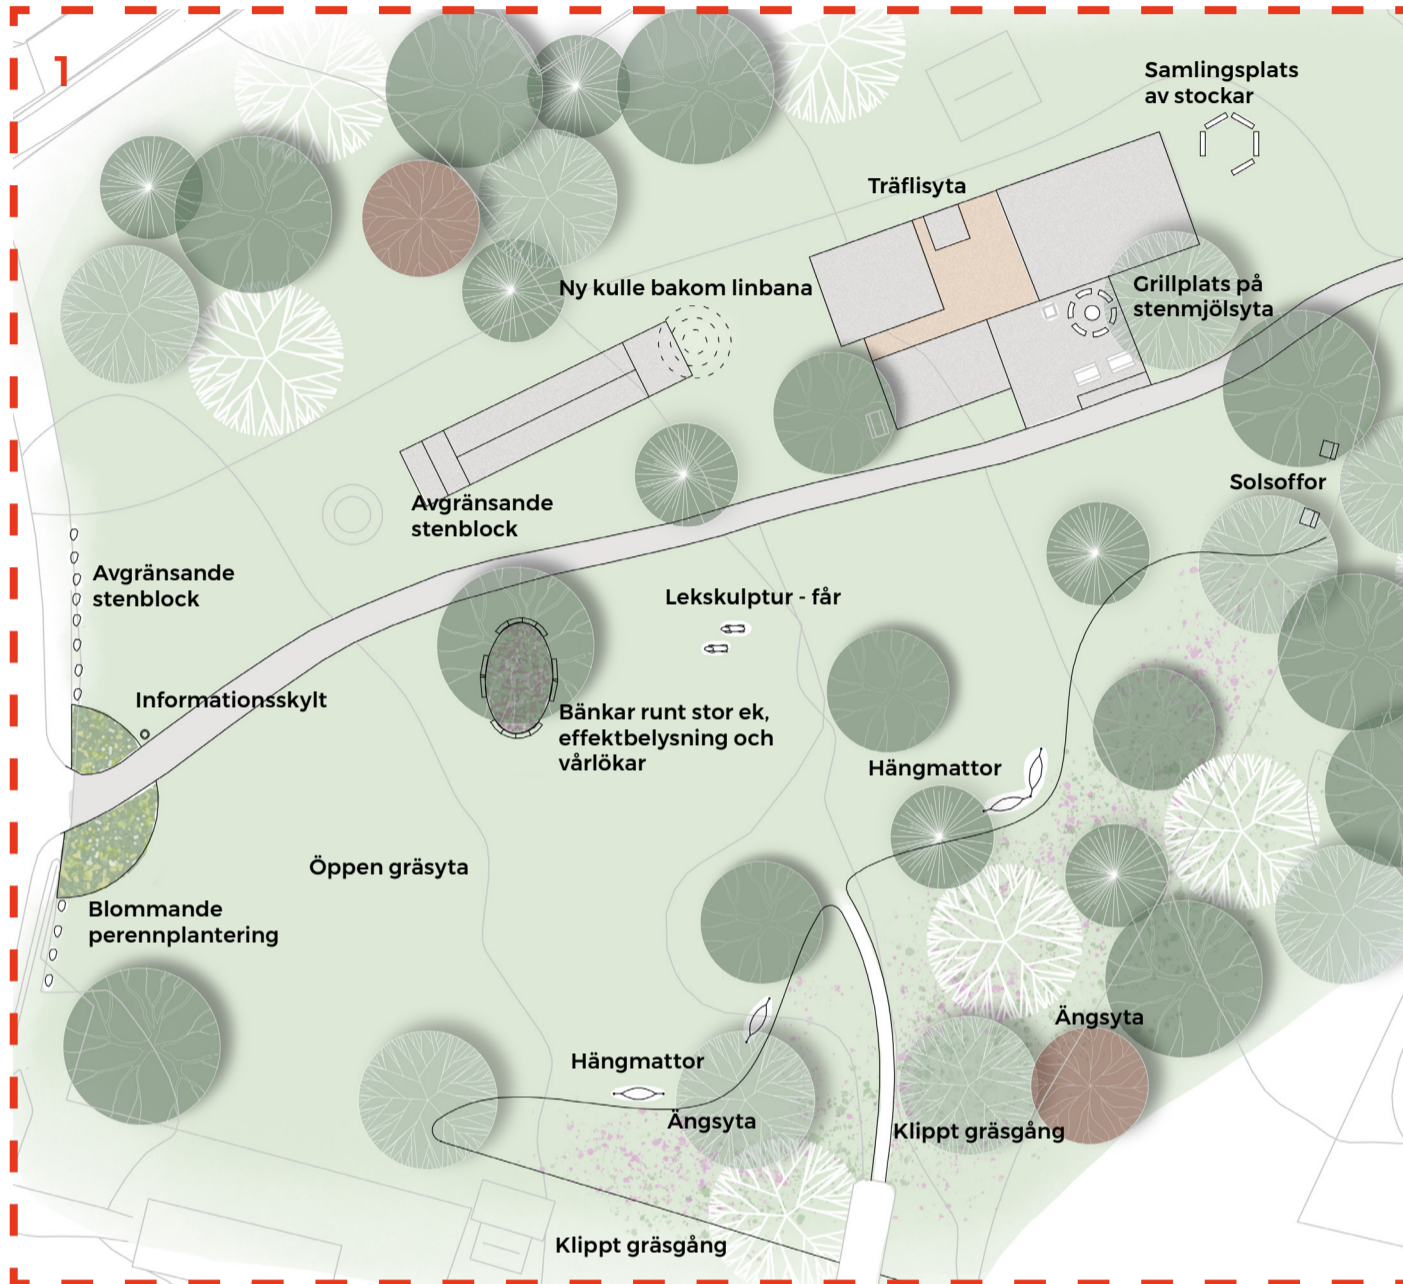 1
Samlingsplats
av stockar
Träflisyta
Ny kulle bakom linbana
Grillplats på
stenmjölsyta
Solsoffor
Avgränsande
stenblock
Avgränsande
stenblock
Lekskulptur - får
Informationsskylt
Bänkar runt stor ek,
effektbelysning och
vårlökar
Hängmattor
Öppen gräsyta
Blommande
perennplantering
Ängsyta
Hängmattor
Ängsyta
Klippt gräsgång
Klippt gräsgång